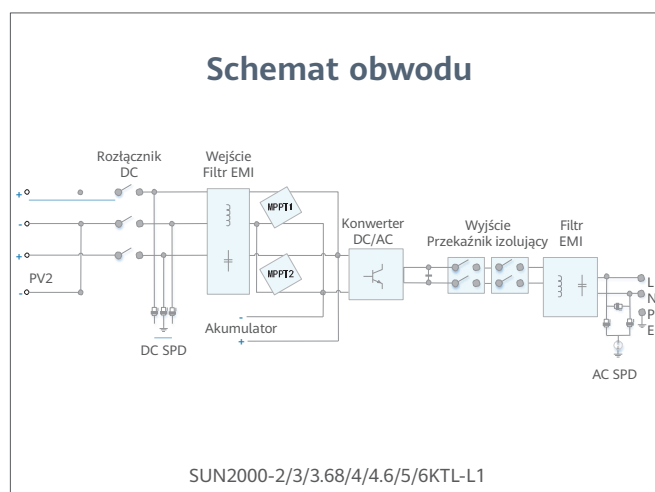 Schemat obwodu
Rozłącznik
DC
Wejście
Filtr EMI
+
-
+
PV2
-
MPPT1
MPPT2
Konwerter
DC/AC
Wyjście
Przekaźnik izolujący
Filtr
EMI
L
N
P
E
-
Akumulator
+
DC SPD
AC SPD
SUN2000-2/3/3.68/4/4.6/5/6KTL-L1